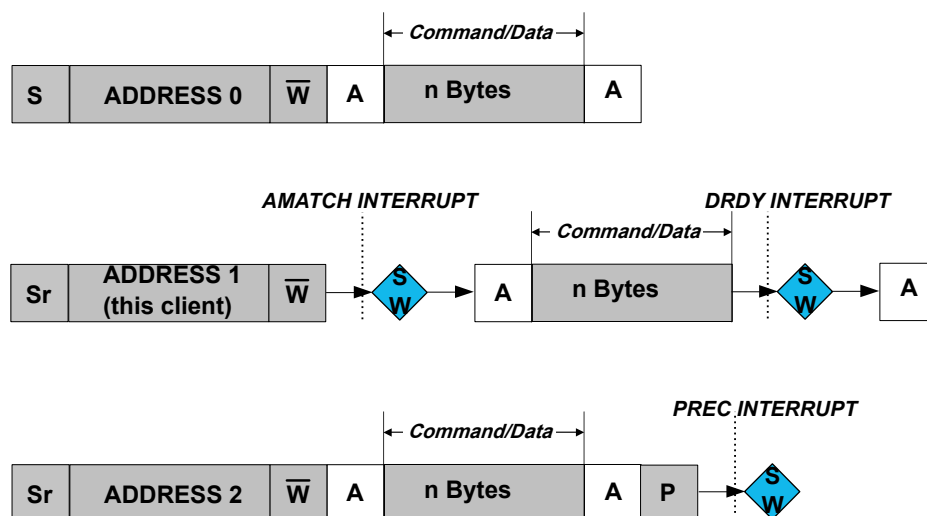 Command/Data
S ADDRESS 0 W̅ A n Bytes A
AMATCH INTERRUPT DRDY INTERRUPT
Command/Data
Sr ADDRESS 1 (this client) W̅ S W A n Bytes S W A
PREC INTERRUPT
Command/Data
Sr ADDRESS 2 W̅ A n Bytes A P S W